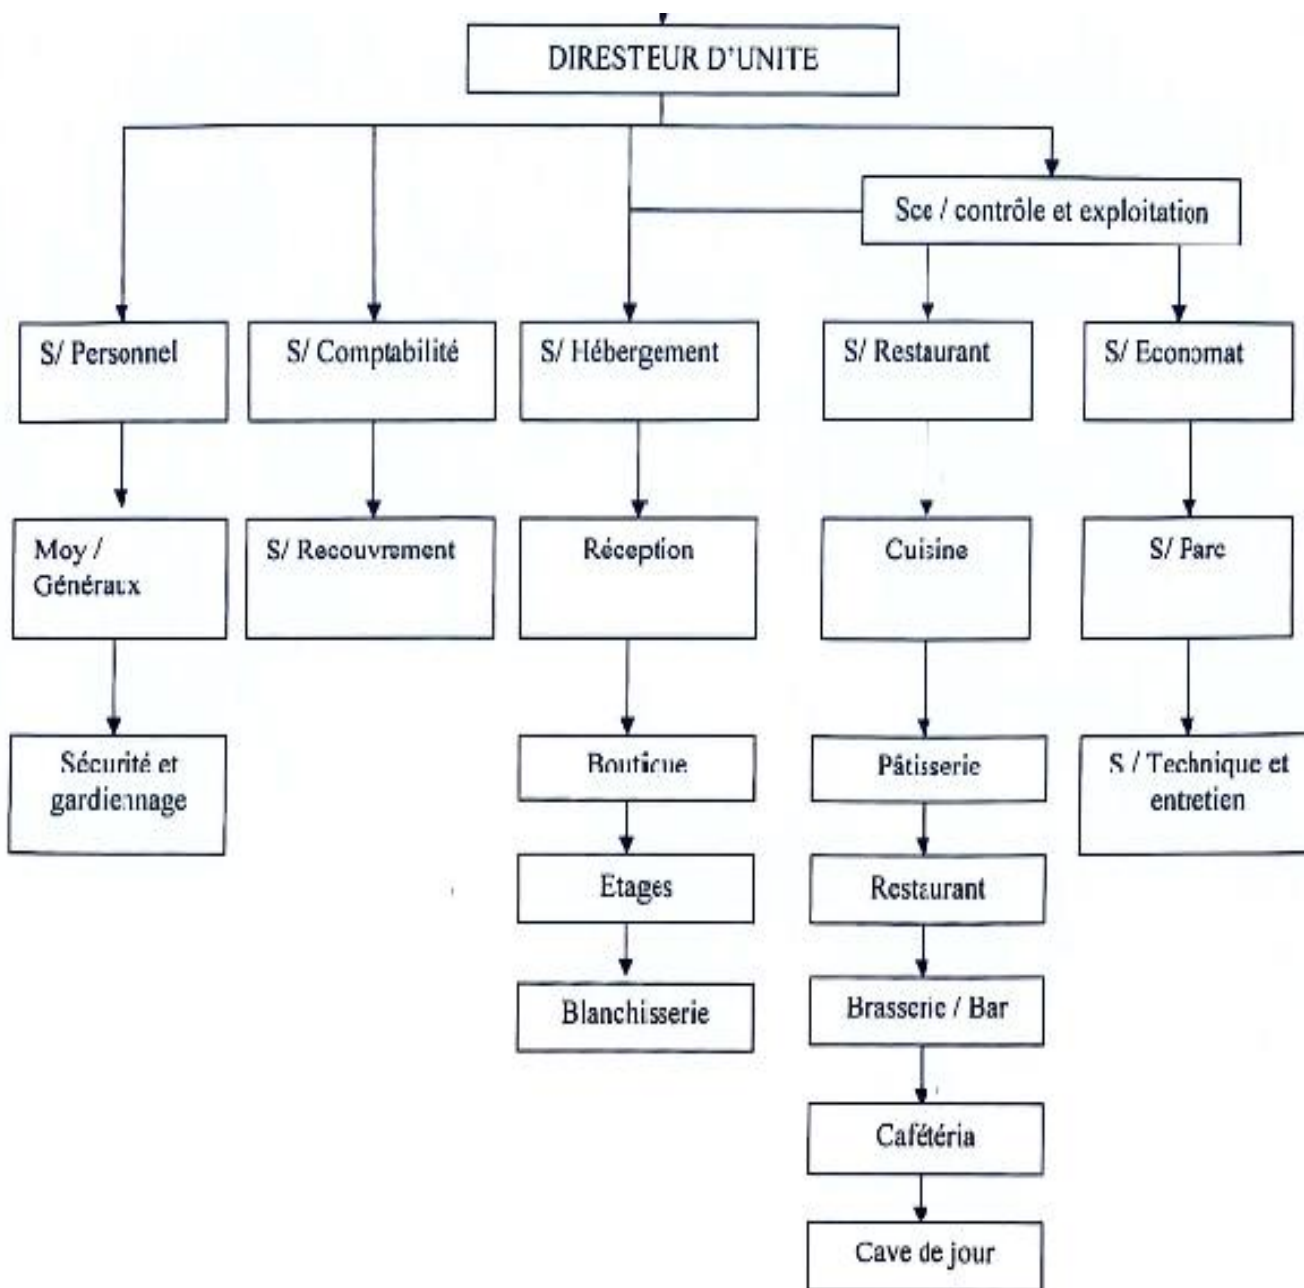 DIRESTEUR D'UNITE
Sce / contrôle et exploitation
S/ Personnel
S/ Comptabilité
S/ Hébergement
S/ Restaurant
S/ Economat
Moy /
Généraux
S/ Recouvrement
Réception
Cuisine
S/ Parc
Sécurité et
gardiennage
Boutique
Pâtisserie
S / Technique et
entretien
Etages
Restaurant
Blanchisserie
Brasserie / Bar
Cafétéria
Cave de jour